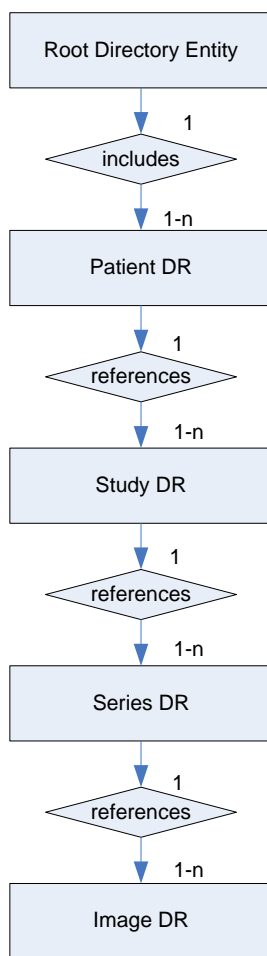 Root Directory Entity
1
includes
1-n
Patient DR
1
references
1-n
Study DR
1
references
1-n
Series DR
1
references
1-n
Image DR